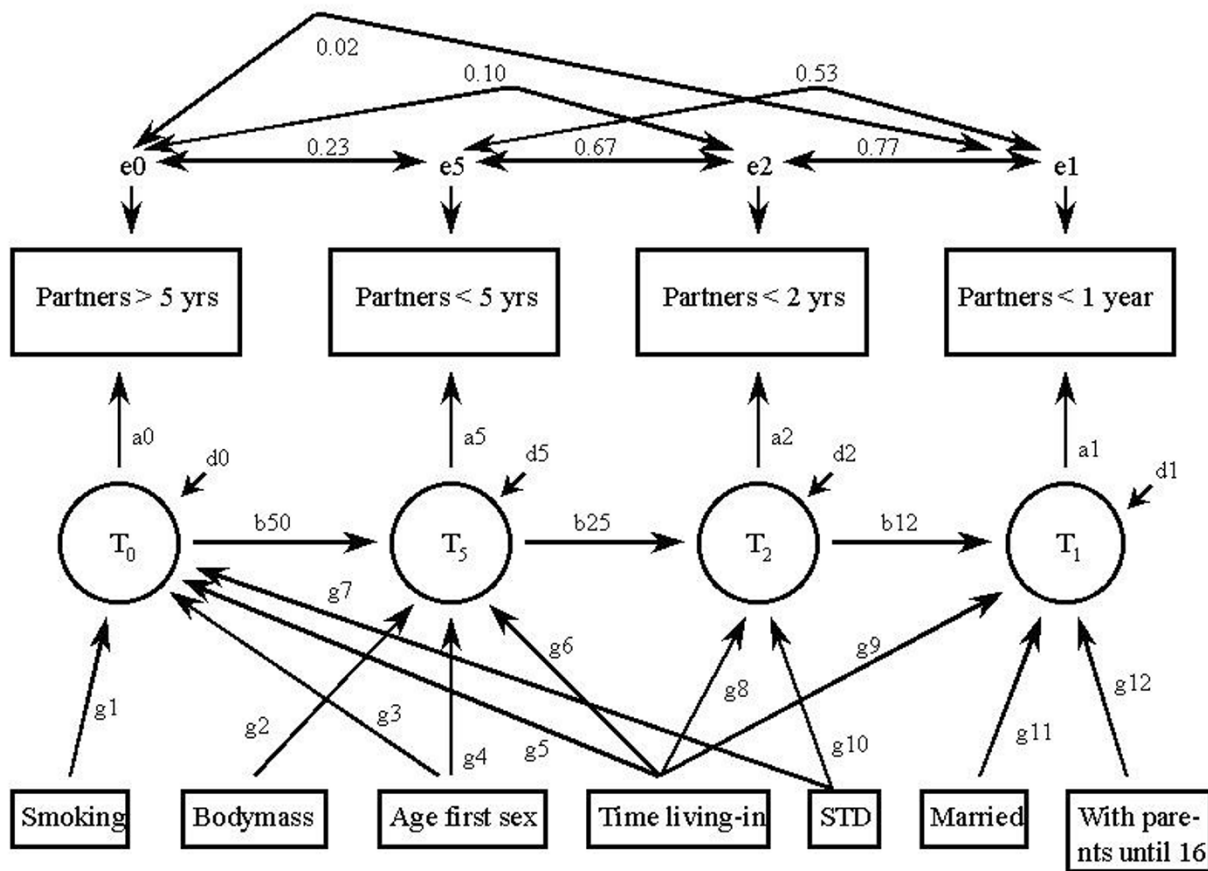 0.02
0.10
0.53
e0
0.23
e5
0.67
e2
0.77
e1
Partners > 5 yrs
Partners < 5 yrs
Partners < 2 yrs
Partners < 1 year
a0
a5
a2
a1
d0
d5
d2
d1
T0
b50
T5
b25
T2
b12
T1
g7
g6
g9
g8
g12
g1
g2
g3
g4
g5
g10
g11
Smoking
Bodymass
Age first sex
Time living-in
STD
Married
With pare-
nts until 16